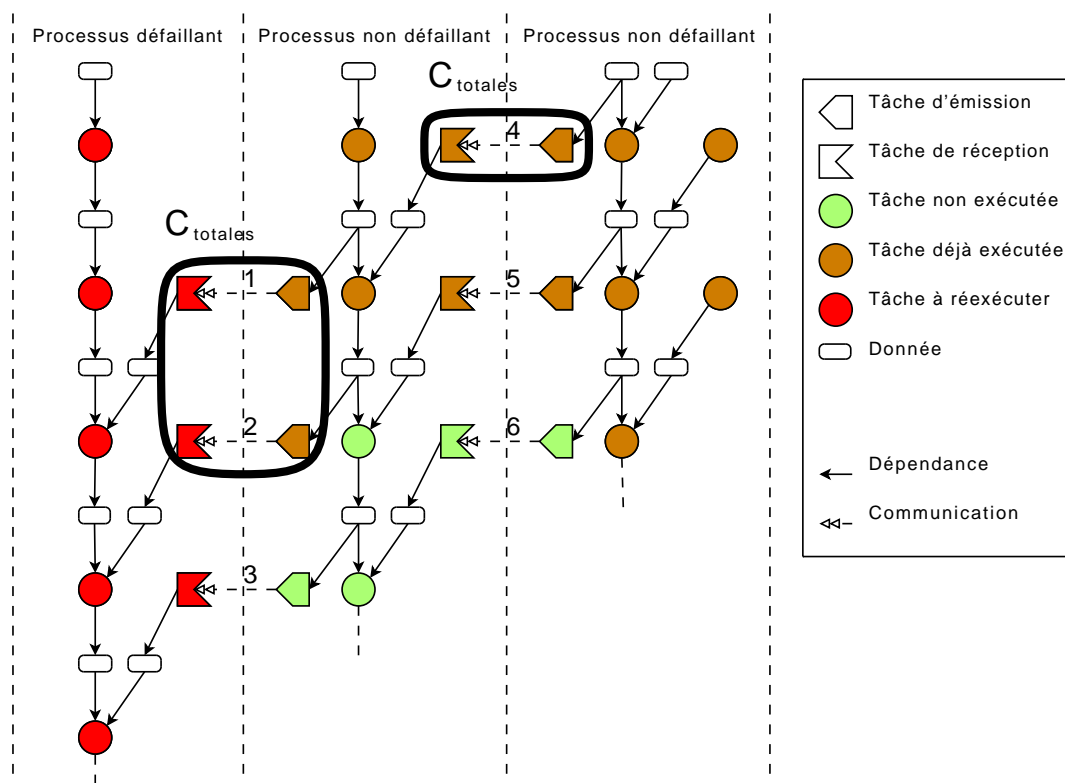 Processus défaillant
Processus non défaillant
Processus non défaillant
C totales
4
C totales
1
5
2
6
3
Tâche d'émission
Tâche de réception
Tâche non exécutée
Tâche déjà exécutée
Tâche à réexécuter
Donnée
Dépendance
Communication